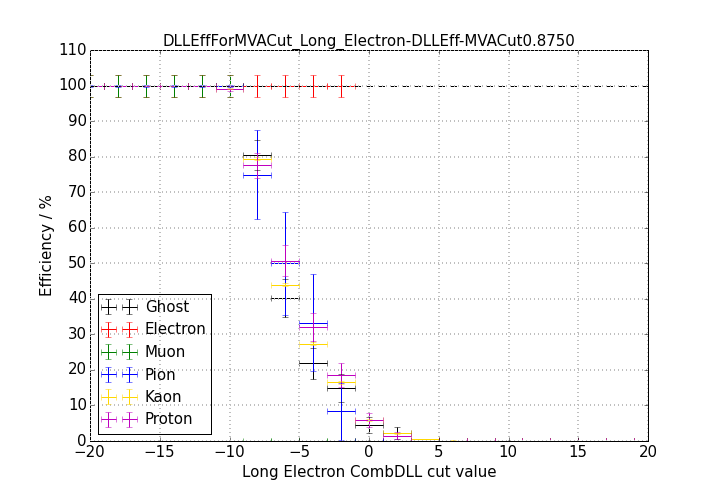 DLLEffForMVACut_Long_Electron-DLLEff-MVACut0.8750
110
100
90
80
70
60
50
40
30
20
10
0
Efficiency / %
Ghost
Electron
Muon
Pion
Kaon
Proton
−20 −15 −10 −5 0 5 10 15 20
Long Electron CombDLL cut value